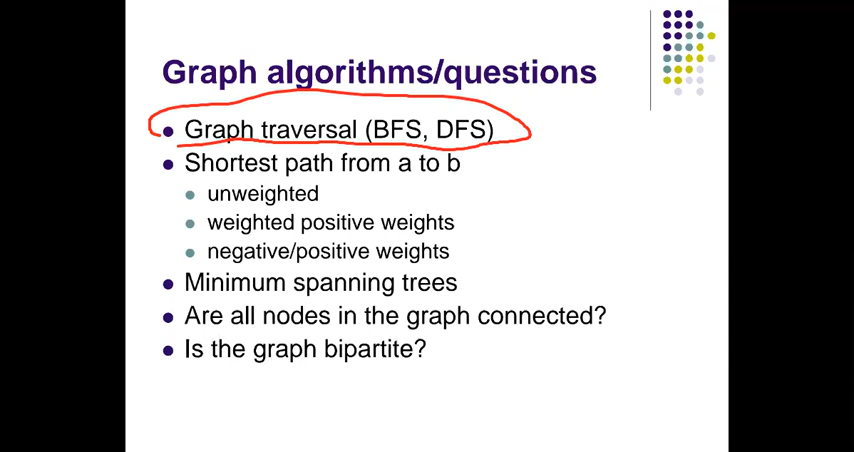 Graph algorithms/questions
Graph traversal (BFS, DFS)
Shortest path from a to b
unweighted
weighted positive weights
negative/positive weights
Minimum spanning trees
Are all nodes in the graph connected?
Is the graph bipartite?